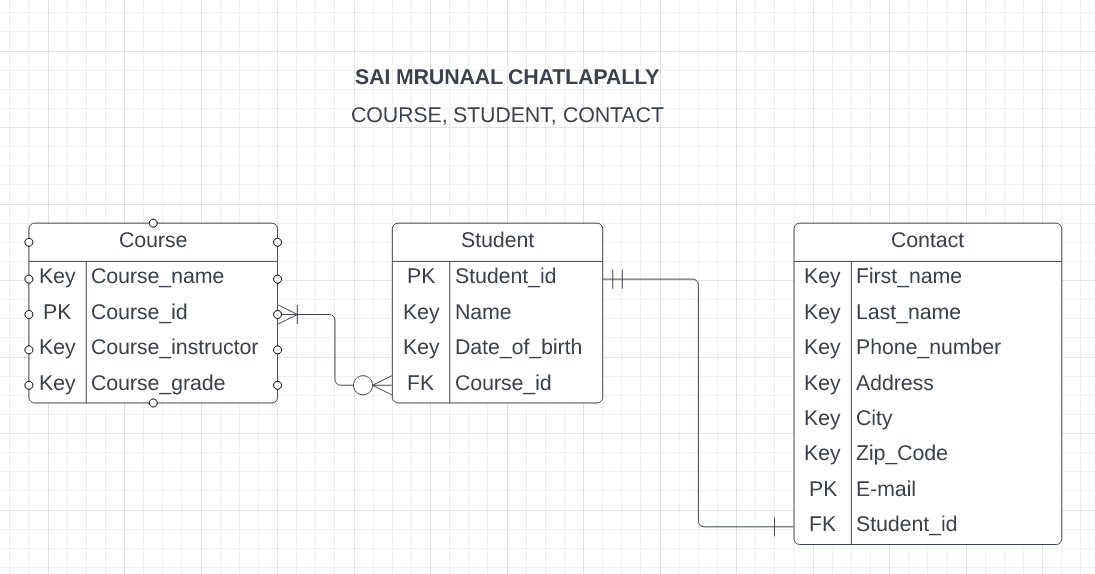 SAI MRUNAAL CHATLAPALLY
COURSE, STUDENT, CONTACT
Course
Key Course_name
PK Course_id
Key Course_instructor
Key Course_grade
Student
PK Student_id
Key Name
Key Date_of_birth
FK Course_id
Contact
Key First_name
Key Last_name
Key Phone_number
Key Address
Key City
Key Zip_Code
PK E-mail
FK Student_id